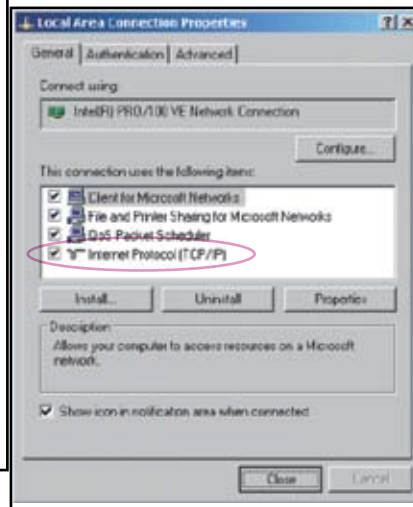 Local Area Connection Properties
General Authentication Advanced
Connect using:
Intel(R) PRO/100 VE Network Connection
Configure...
This connection uses the following items:
Client for Microsoft Networks
File and Printer Sharing for Microsoft Networks
QoS Packet Scheduler
Internet Protocol (TCP/IP)
Install... Uninstall Properties
Description
Allows your computer to access resources on a Microsoft
network.
Show icon in notification area when connected
Close Cancel